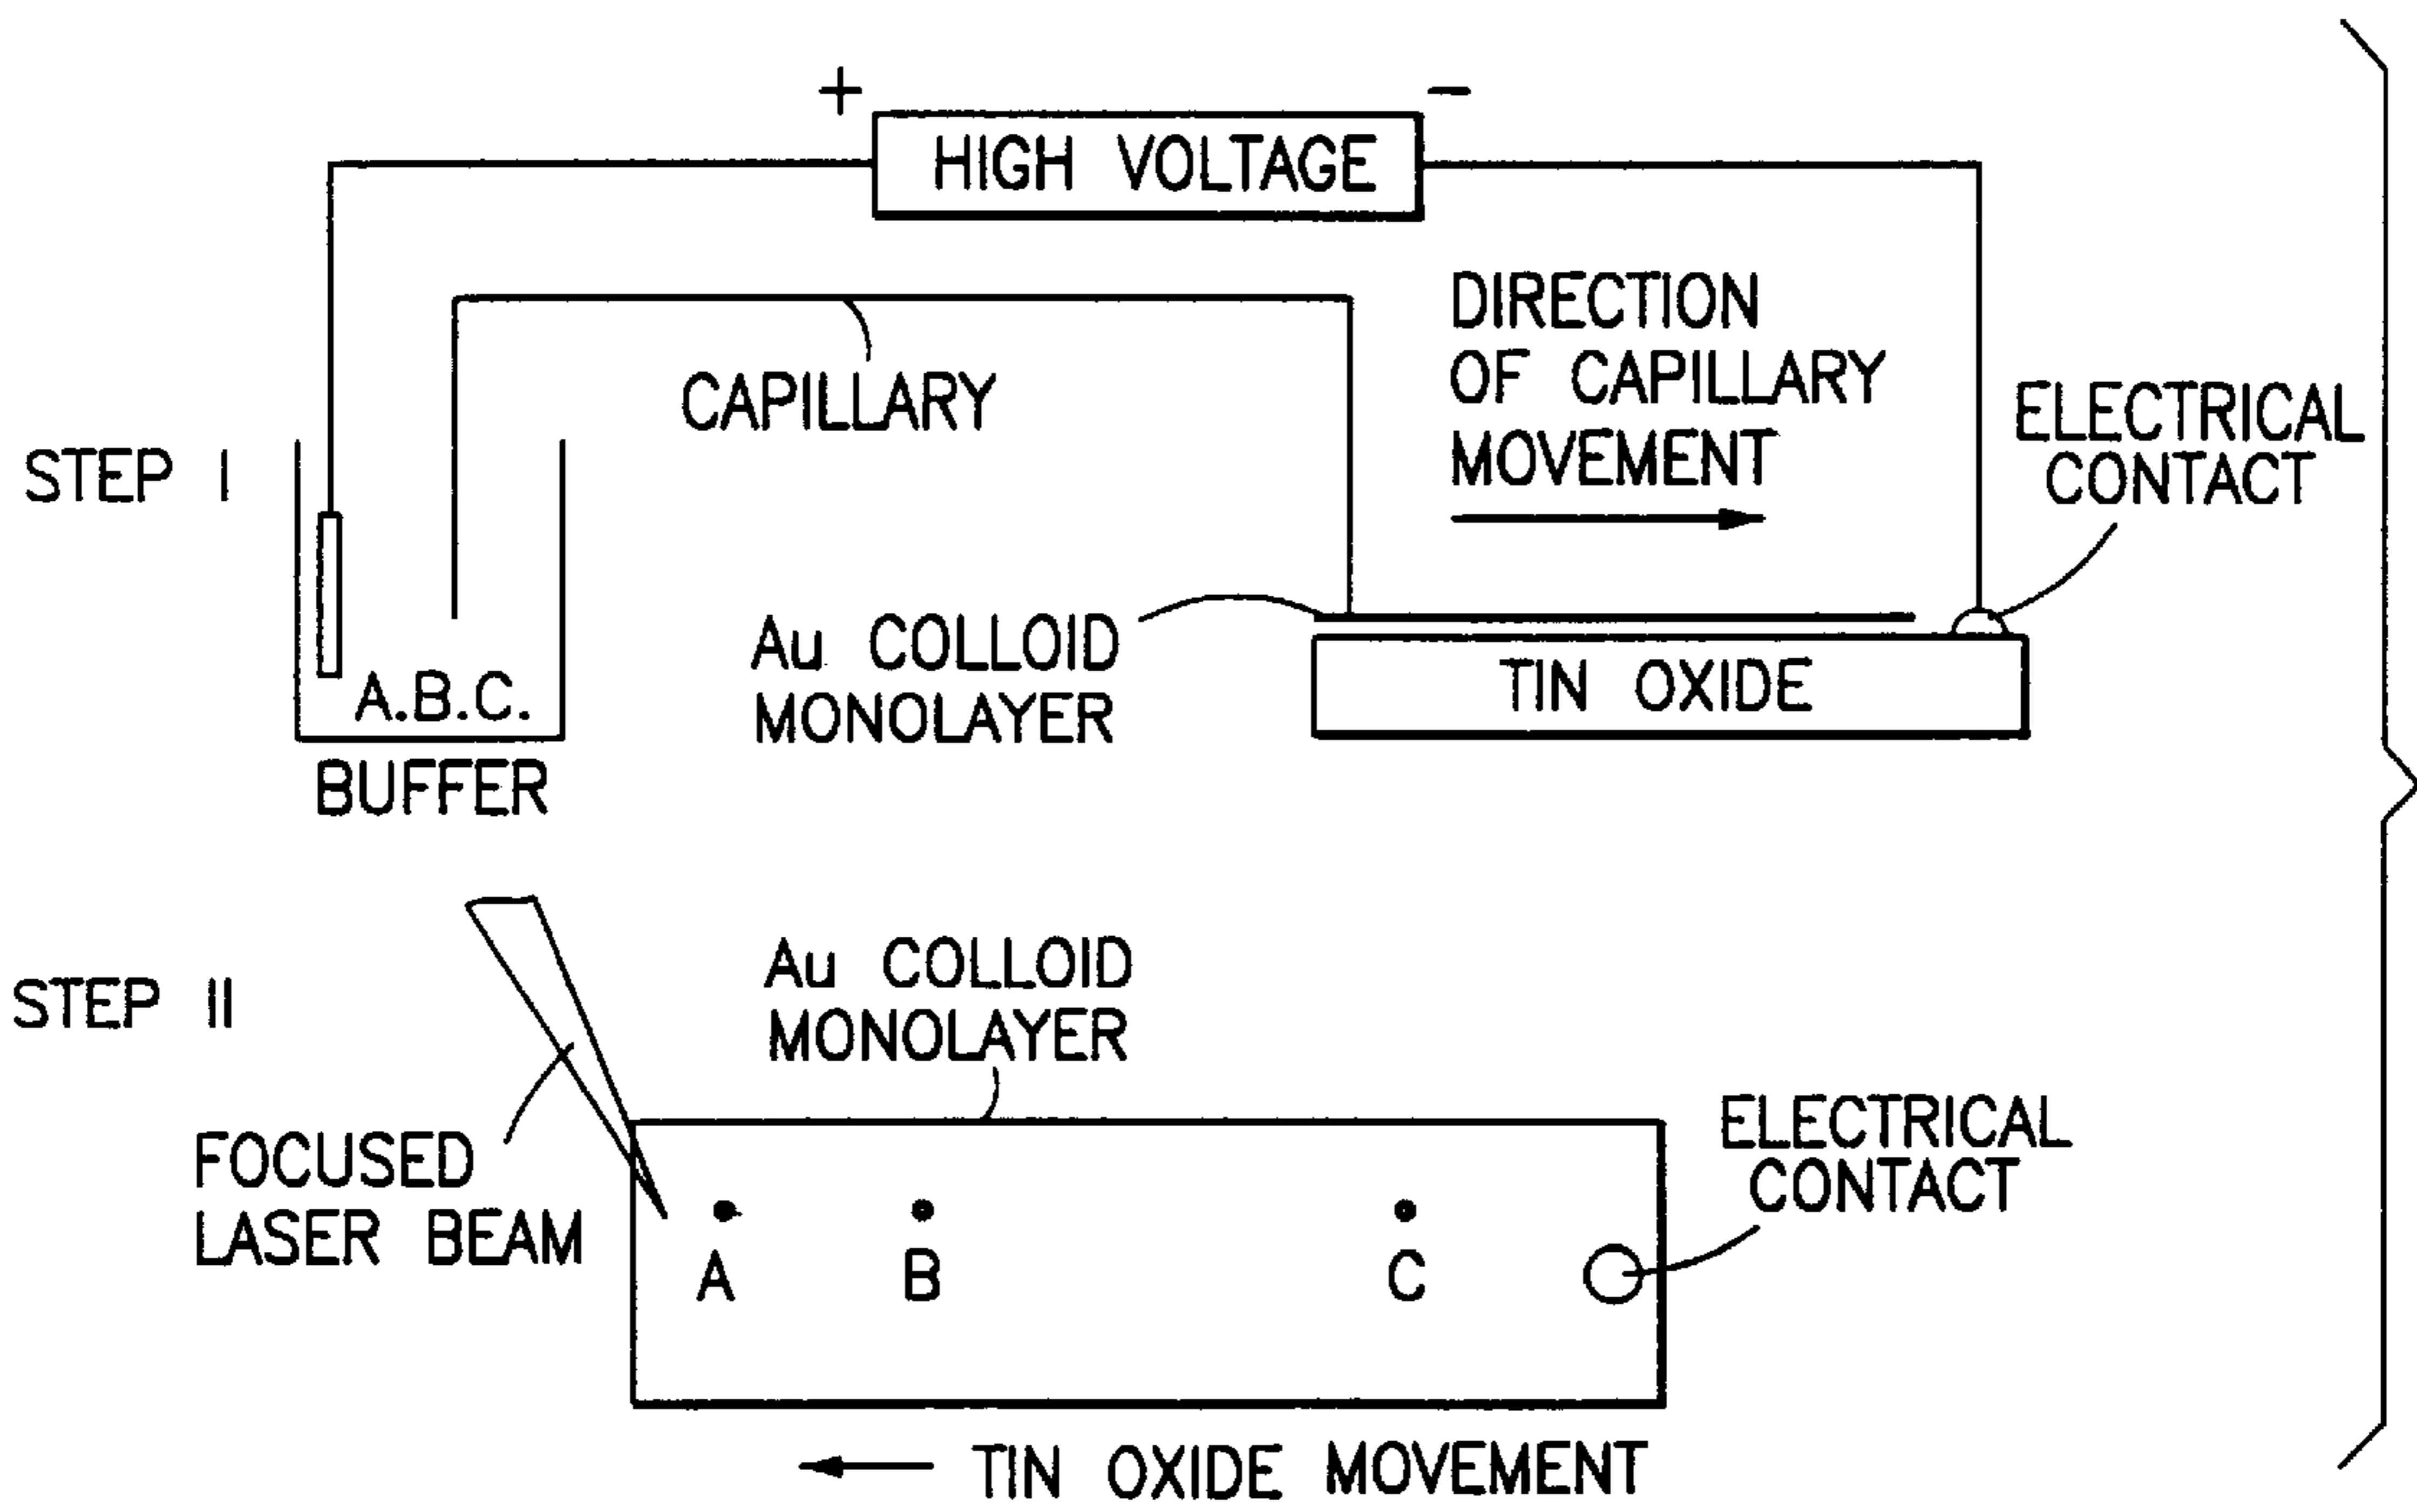 + −
HIGH VOLTAGE
DIRECTION
OF CAPILLARY
MOVEMENT
CAPILLARY
ELECTRICAL
CONTACT
STEP I
Au COLLOID
MONOLAYER
TIN OXIDE
A.B.C.
BUFFER
STEP II
Au COLLOID
MONOLAYER
FOCUSED
LASER BEAM
ELECTRICAL
CONTACT
A B C
TIN OXIDE MOVEMENT